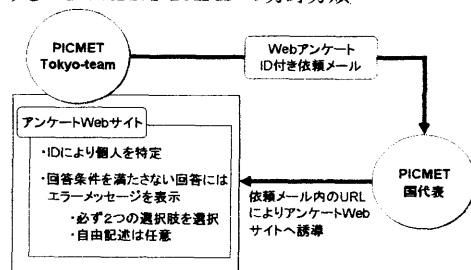 PICMET
Tokyo-team
Webアンケート
ID付き依頼メール
アンケートWebサイト
・IDにより個人を特定
・回答条件を満たさない回答には
エラーメッセージを表示
・必ず2つの選択肢を選択
・自由記述は任意
依頼メール内のURL
によりアンケートWeb
サイトへ誘導
PICMET
国代表